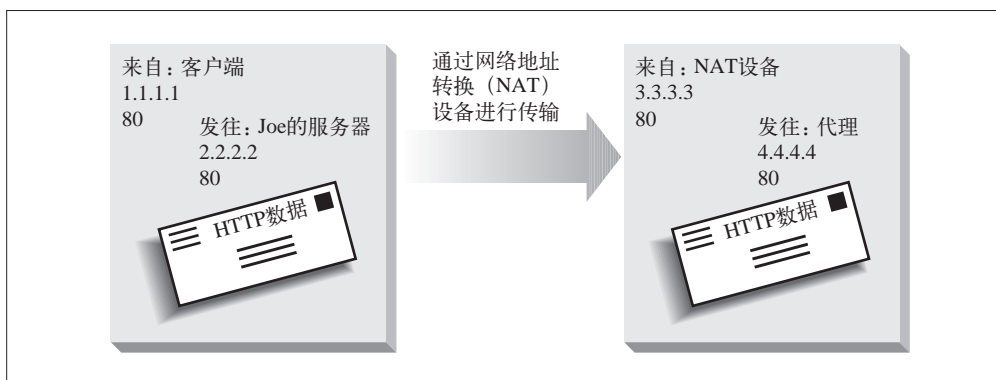 来自：客户端
1.1.1.1
80
发往：Joe的服务器
2.2.2.2
80
HTTP数据
通过网络地址
转换（NAT）
设备进行传输
来自：NAT设备
3.3.3.3
80
发往：代理
4.4.4.4
80
HTTP数据